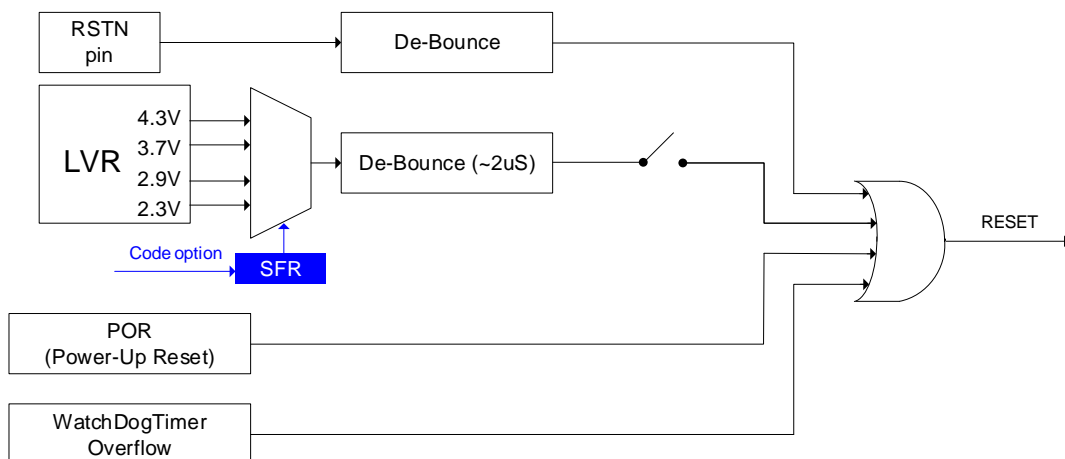 RSTN
pin
De-Bounce
LVR
4.3V
3.7V
2.9V
2.3V
De-Bounce (~2uS)
Code option
SFR
RESET
POR
(Power-Up Reset)
WatchDogTimer
Overflow